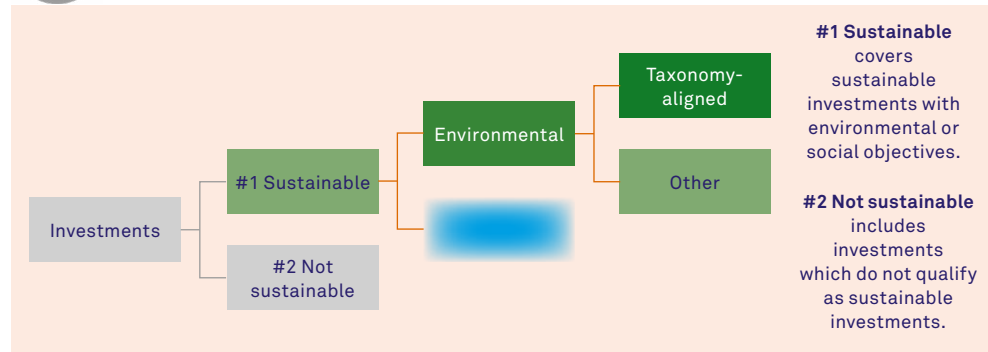 Investments
#1 Sustainable
#2 Not
sustainable
Environmental
Taxonomy-
aligned
Other
#1 Sustainable
covers
sustainable
investments with
environmental or
social objectives.
#2 Not sustainable
includes
investments
which do not qualify
as sustainable
investments.